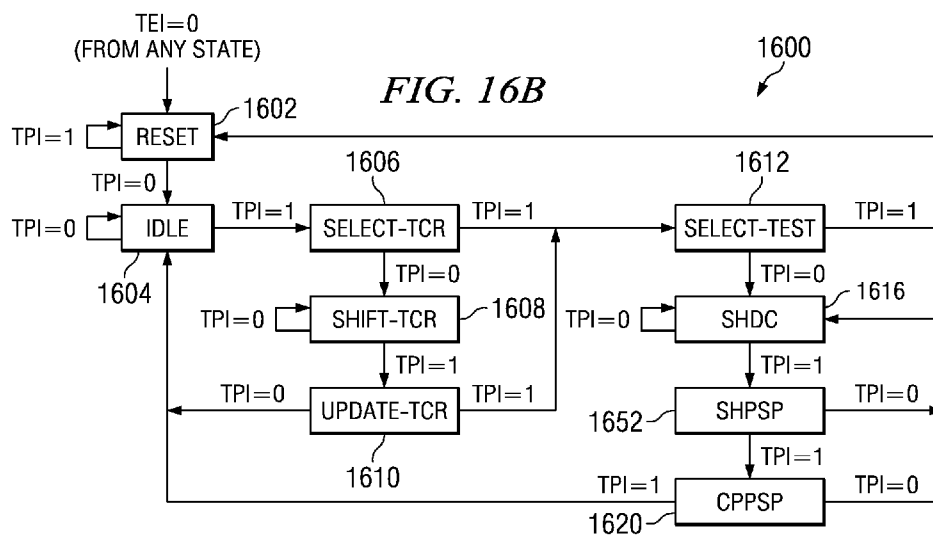 TEI=0
(FROM ANY STATE)
1600
FIG. 16B
1602
TPI=1
RESET
TPI=0
1606
1612
TPI=0
IDLE
TPI=1
SELECT-TCR
TPI=1
SELECT-TEST
TPI=1
1604
TPI=0
TPI=0
TPI=0
SHIFT-TCR
1608
TPI=0
SHDC
1616
TPI=1
TPI=1
TPI=0
UPDATE-TCR
TPI=1
1652
SHPSP
TPI=0
1610
TPI=1
TPI=1
CPPSP
TPI=0
1620